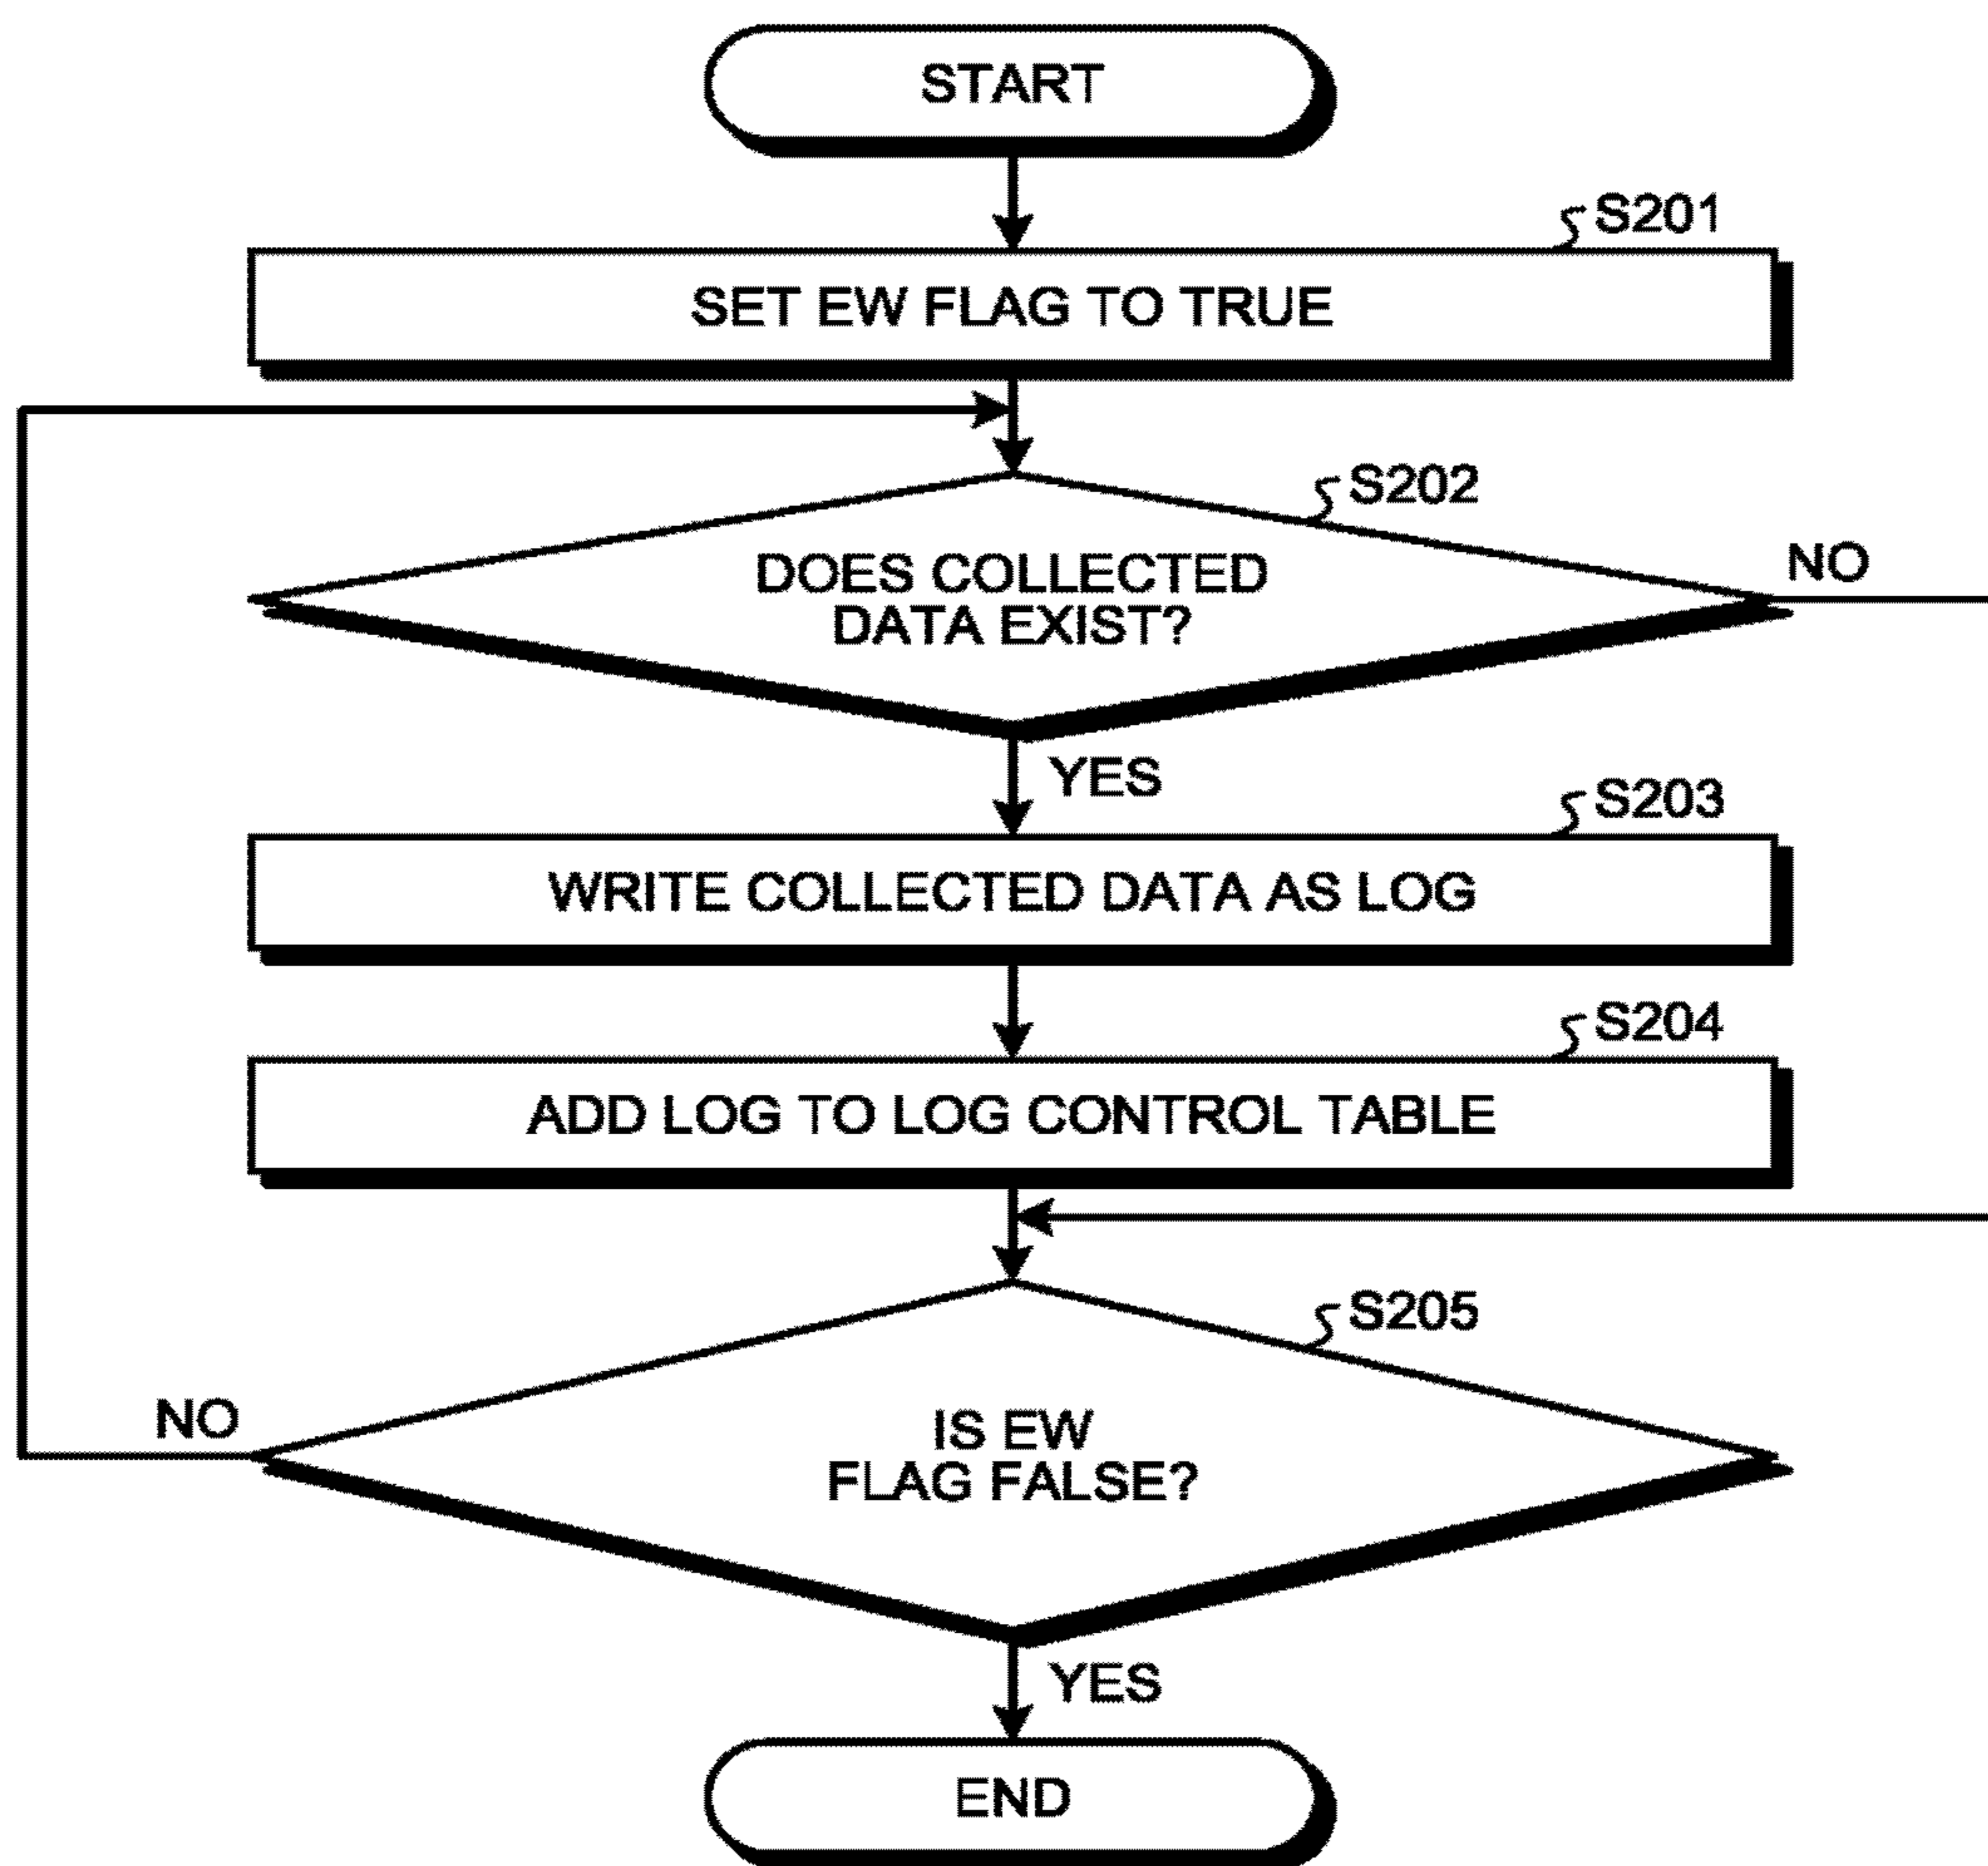 START
S201
SET EW FLAG TO TRUE
S202
DOES COLLECTED
DATA EXIST?
NO
YES
S203
WRITE COLLECTED DATA AS LOG
S204
ADD LOG TO LOG CONTROL TABLE
S205
IS EW
FLAG FALSE?
NO
YES
END